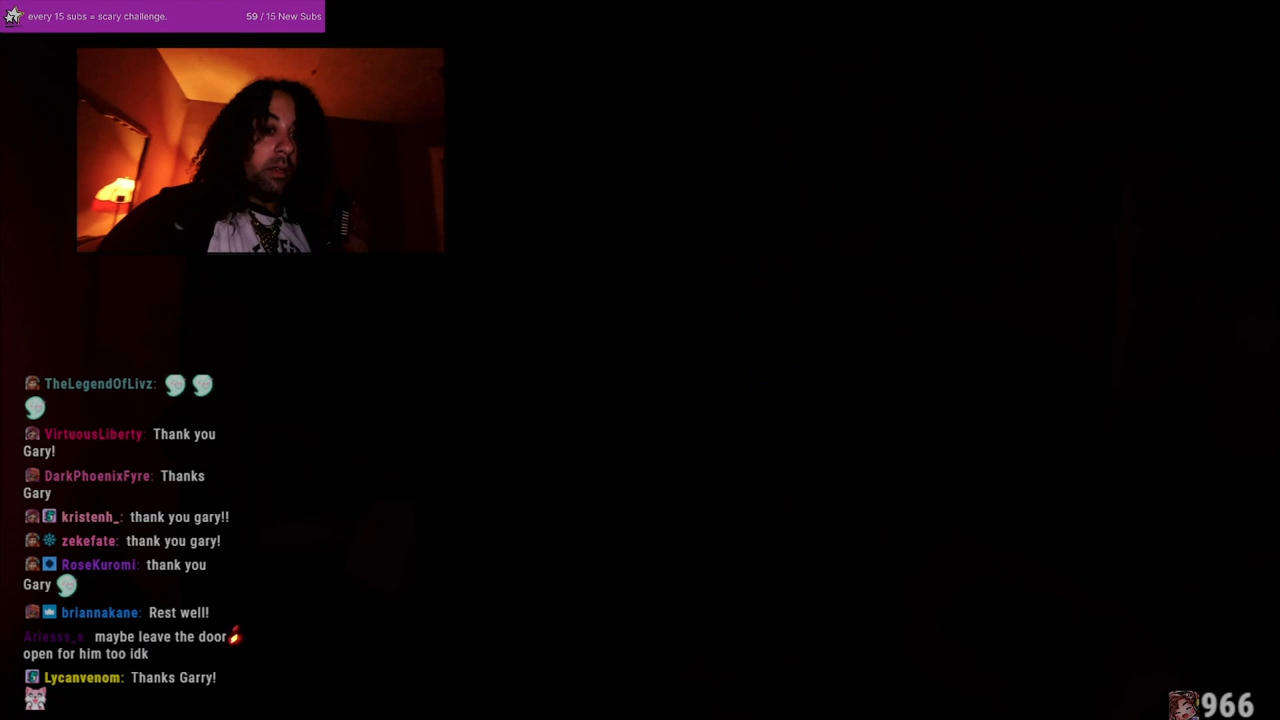 every 15 subs = scary challenge. 59 / 15 New Subs
TheLegendOfLivz:
VirtuousLiberty: Thank you
Gary!
DarkPhoenixFyre: Thanks
Gary
kristenh_: thank you gary!!
zekefate: thank you gary!
RoseKuromi: thank you
Gary
briannakane: Rest well!
Ariesss_x: maybe leave the door
open for him too idk
Lycanvenom: Thanks Garry!
966